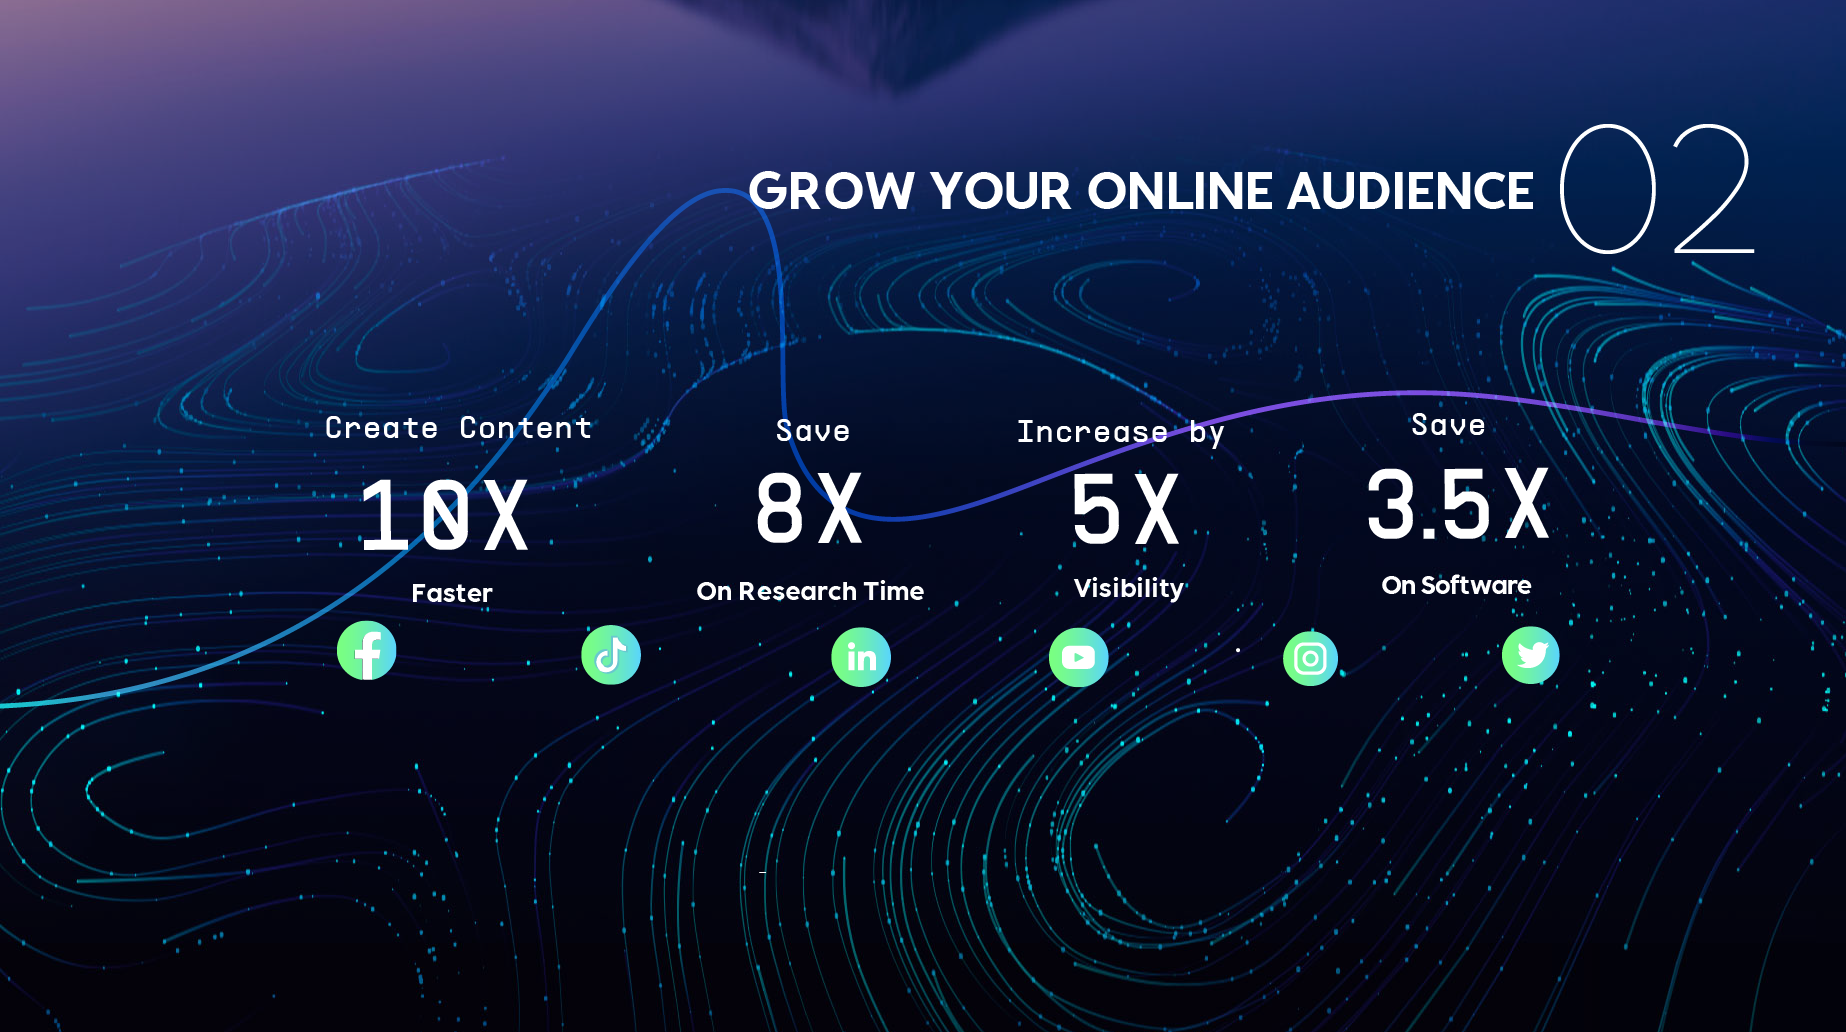 GROW YOUR ONLINE AUDIENCE 02
Create Content
10X
Faster
Save
8X
On Research Time
Increase by
5X
Visibility
Save
3.5X
On Software
in